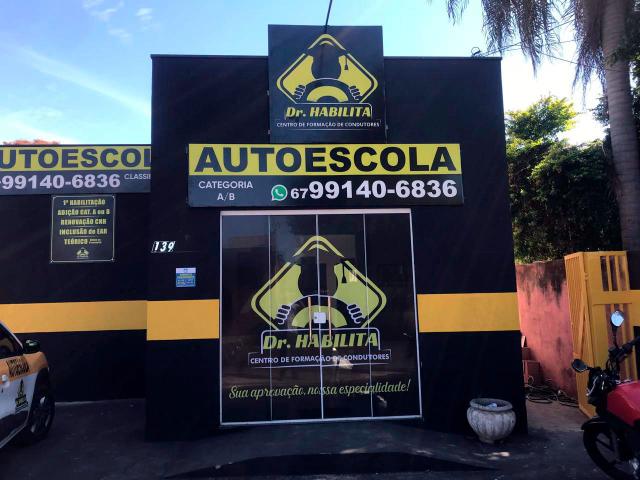 Dr. HABILITA
CENTRO DE FORMAÇÃO DE CONDUTORES
AUTOESCOLA
CATEGORIA
A/B
67 99140-6836
AUTOESCOL
99140-6836
1ª HABILITAÇÃO
ADIÇÃO CAT. A ou B
RENOVAÇÃO CNH
INCLUSÃO de EAR
TEÓRICO
139
Dr. HABILITA
CENTRO DE FORMAÇÃO DE CONDUTORES
Sua aprovação, nossa especialidade!